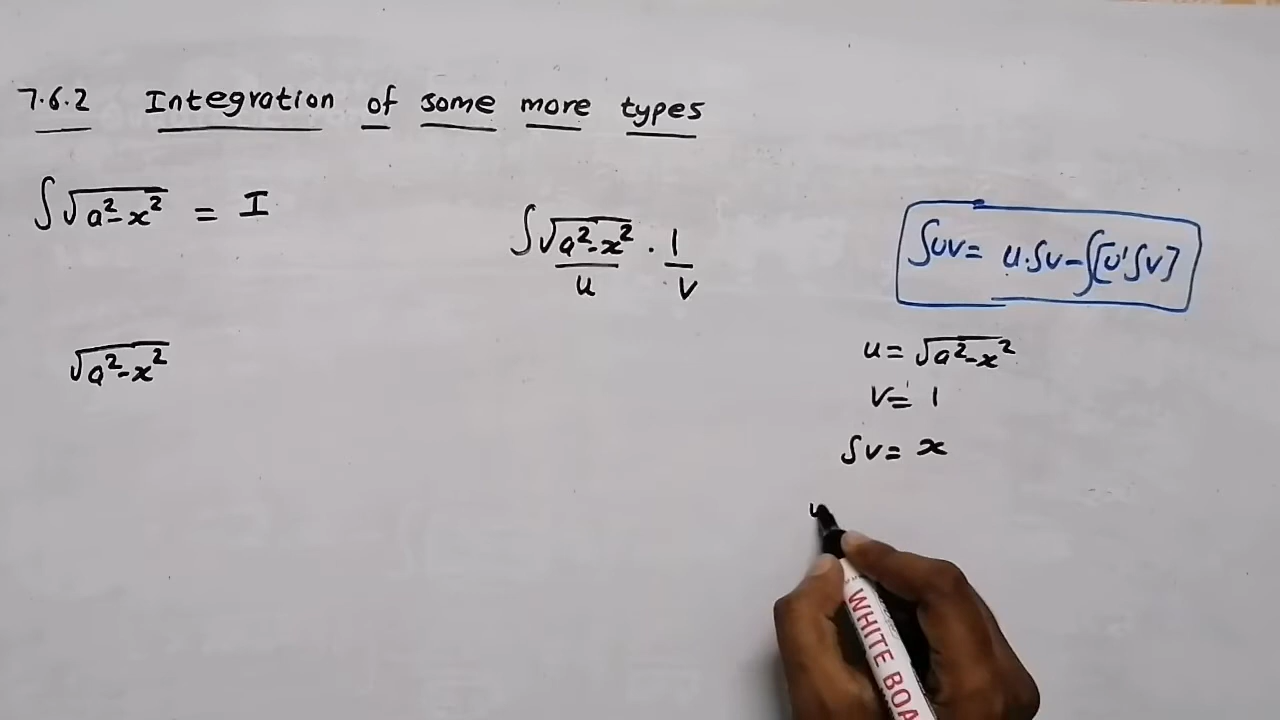 7.6.2 Integration of some more types
∫√a²-x² = I
∫√a²-x² . 1
u v
∫uv = u.∫v-∫[u'∫v]
√a²-x²
u = √a²-x²
v = 1
∫v = x
u
WHITE BOA